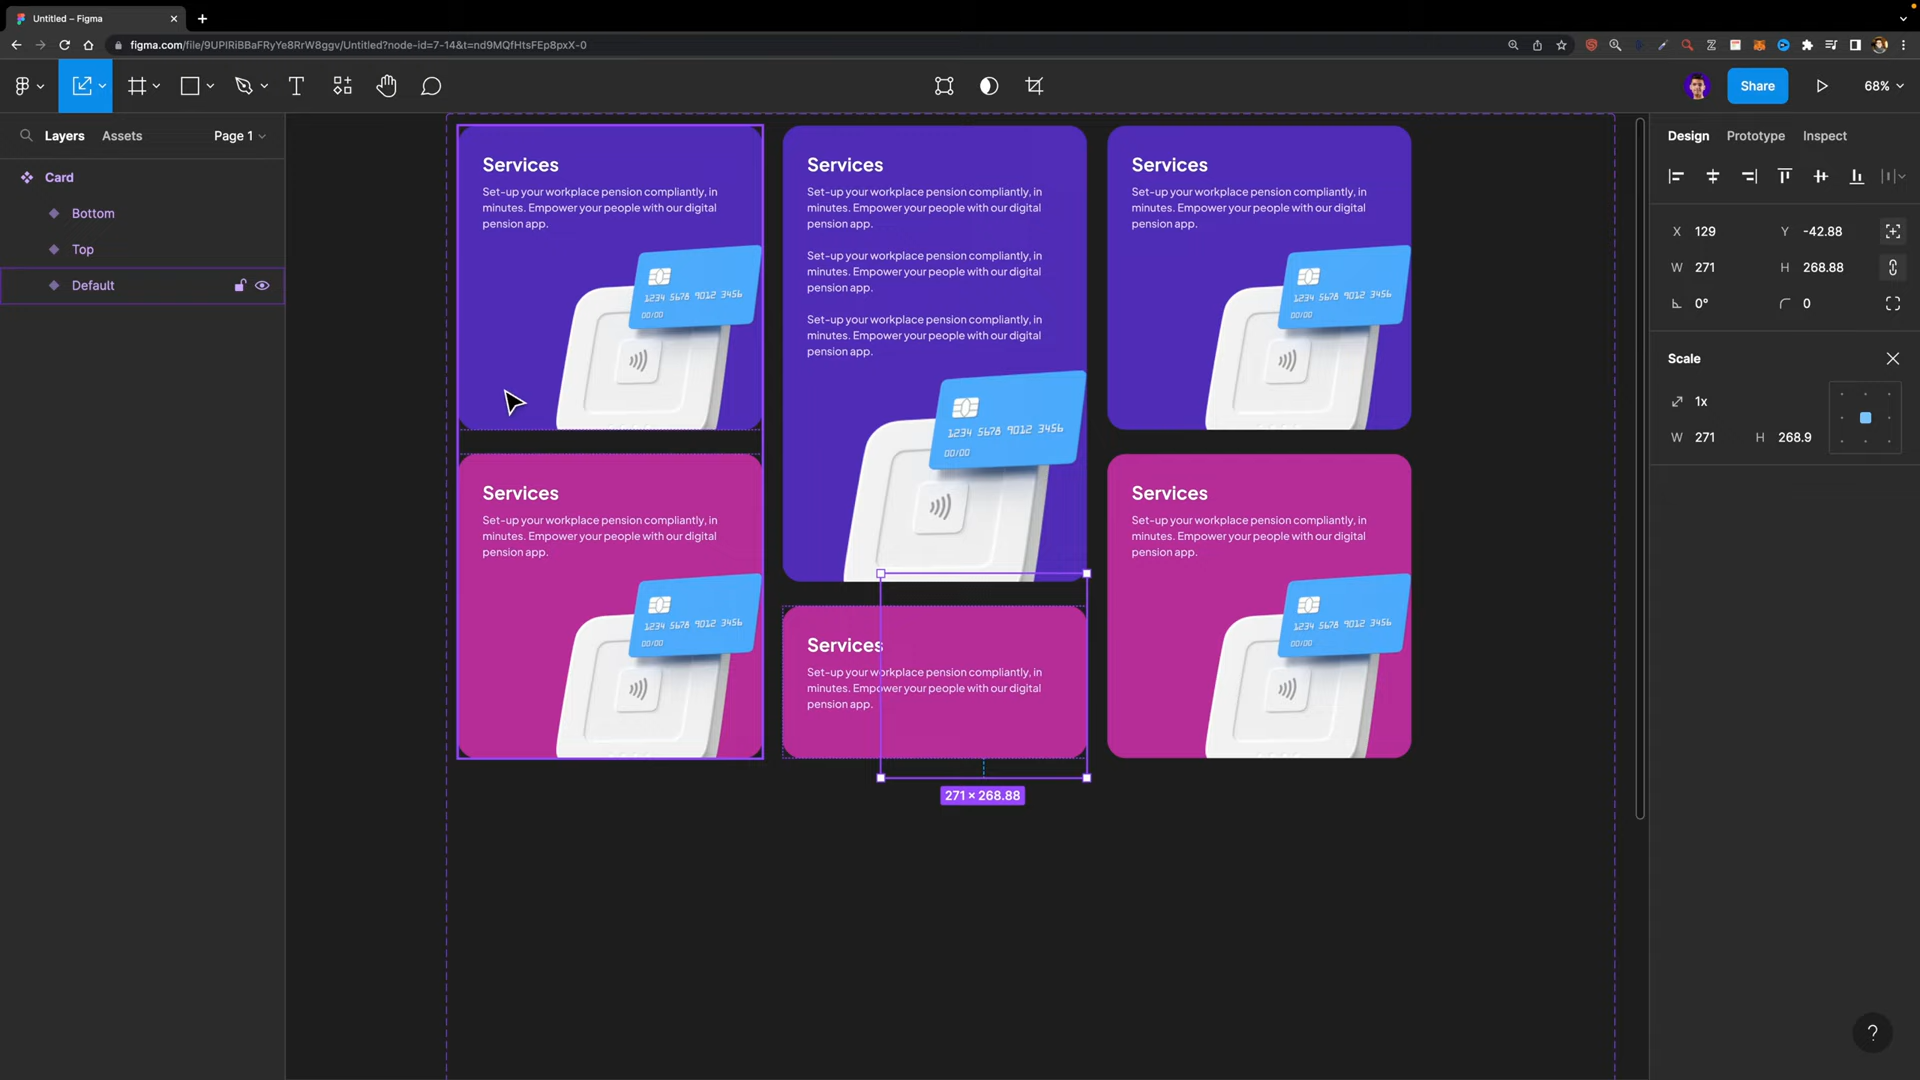 Untitled – Figma
figma.com/file/9UPlRiBBaFRyYe8RrW8ggv/Untitled?node-id=7-14&t=nd9MQfHtsFEp8pxX-0
Share
68%
Layers
Assets
Page 1
Card
Bottom
Top
Default
Services
Set-up your workplace pension compliantly, in
minutes. Empower your people with our digital
pension app.
1234 5678 9012 3456
00/00
Services
Set-up your workplace pension compliantly, in
minutes. Empower your people with our digital
pension app.
1234 5678 9012 3456
00/00
Services
Set-up your workplace pension compliantly, in
minutes. Empower your people with our digital
pension app.
Set-up your workplace pension compliantly, in
minutes. Empower your people with our digital
pension app.
Set-up your workplace pension compliantly, in
minutes. Empower your people with our digital
pension app.
1234 5678 9012 3456
00/00
Services
Set-up your workplace pension compliantly, in
minutes. Empower your people with our digital
pension app.
271 × 268.88
Services
Set-up your workplace pension compliantly, in
minutes. Empower your people with our digital
pension app.
1234 5678 9012 3456
00/00
Services
Set-up your workplace pension compliantly, in
minutes. Empower your people with our digital
pension app.
1234 5678 9012 3456
00/00
Design
Prototype
Inspect
X 129
Y -42.88
W 271
H 268.88
0°
0
Scale
1x
W 271
H 268.9
?